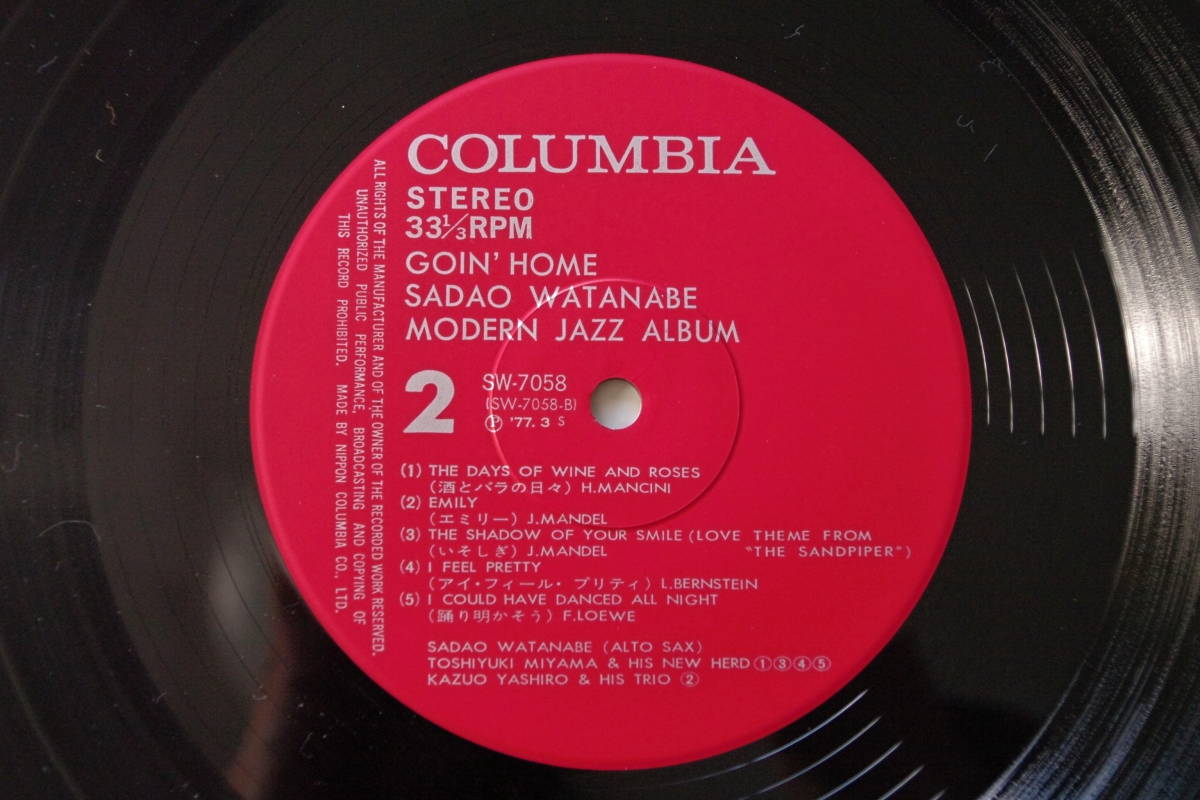 COLUMBIA
STEREO
33⅓RPM
GOIN' HOME
SADAO WATANABE
MODERN JAZZ ALBUM
2
SW-7058
(SW-7058-B)
Ⓟ '77. 3 S
(1) THE DAYS OF WINE AND ROSES
(酒とバラの日々) H.MANCINI
(2) EMILY
(エミリー) J.MANDEL
(3) THE SHADOW OF YOUR SMILE (LOVE THEME FROM
(いそしぎ) J.MANDEL "THE SANDPIPER")
(4) I FEEL PRETTY
(アイ・フィール・プリティ) L.BERNSTEIN
(5) I COULD HAVE DANCED ALL NIGHT
(踊り明かそう) F.LOEWE
SADAO WATANABE (ALTO SAX)
TOSHIYUKI MIYAMA & HIS NEW HERD ①③④⑤
KAZUO YASHIRO & HIS TRIO ②
ALL RIGHTS OF THE MANUFACTURER AND OF THE OWNER OF THE RECORDED WORK RESERVED.
UNAUTHORIZED PUBLIC PERFORMANCE, BROADCASTING AND COPYING OF
THIS RECORD PROHIBITED. MADE BY NIPPON COLUMBIA CO., LTD.